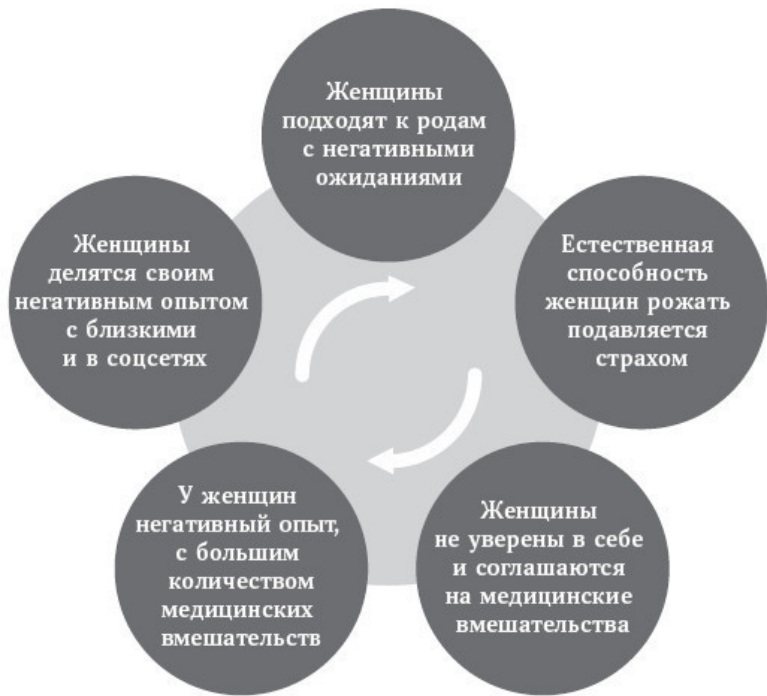 Женщины
подходят к родам
с негативными
ожиданиями
Естественная
способность
женщин рожать
подавляется
страхом
Женщины
не уверены в себе
и соглашаются
на медицинские
вмешательства
У женщин
негативный опыт,
с большим
количеством
медицинских
вмешательств
Женщины
делятся своим
негативным опытом
с близкими
и в соцсетях